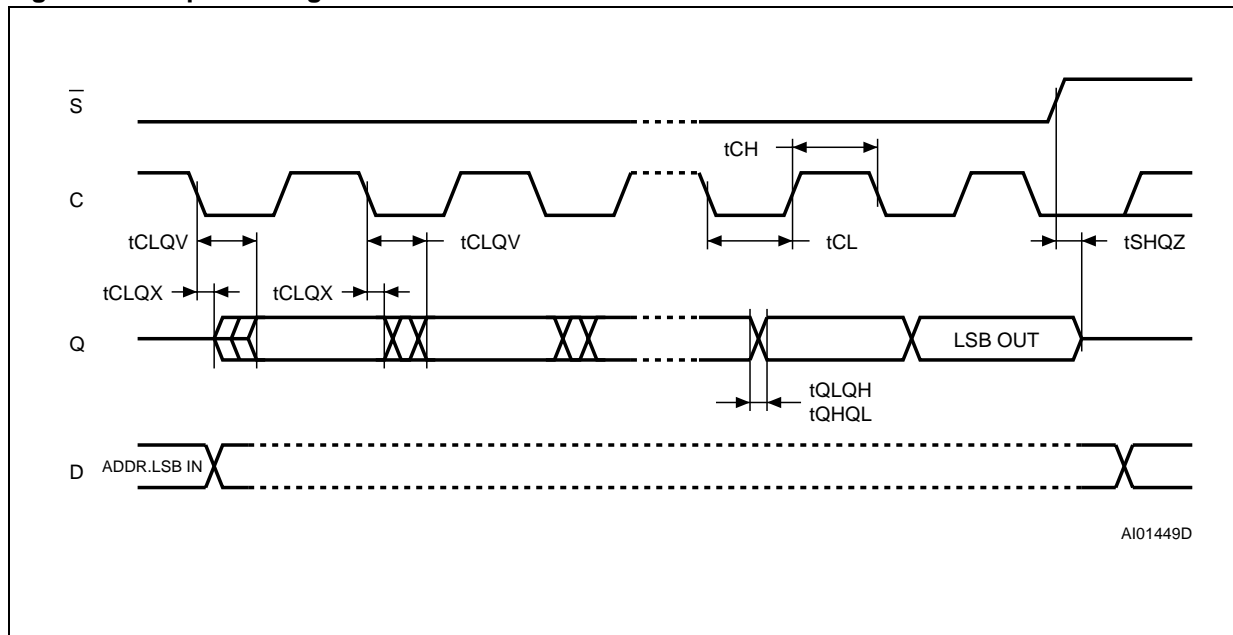 S
tCH
C
tCLQV
tCLQV
tCL
tSHQZ
tCLQX
tCLQX
Q
LSB OUT
tQLQH
tQHQL
D
ADDR.LSB IN
AI01449D